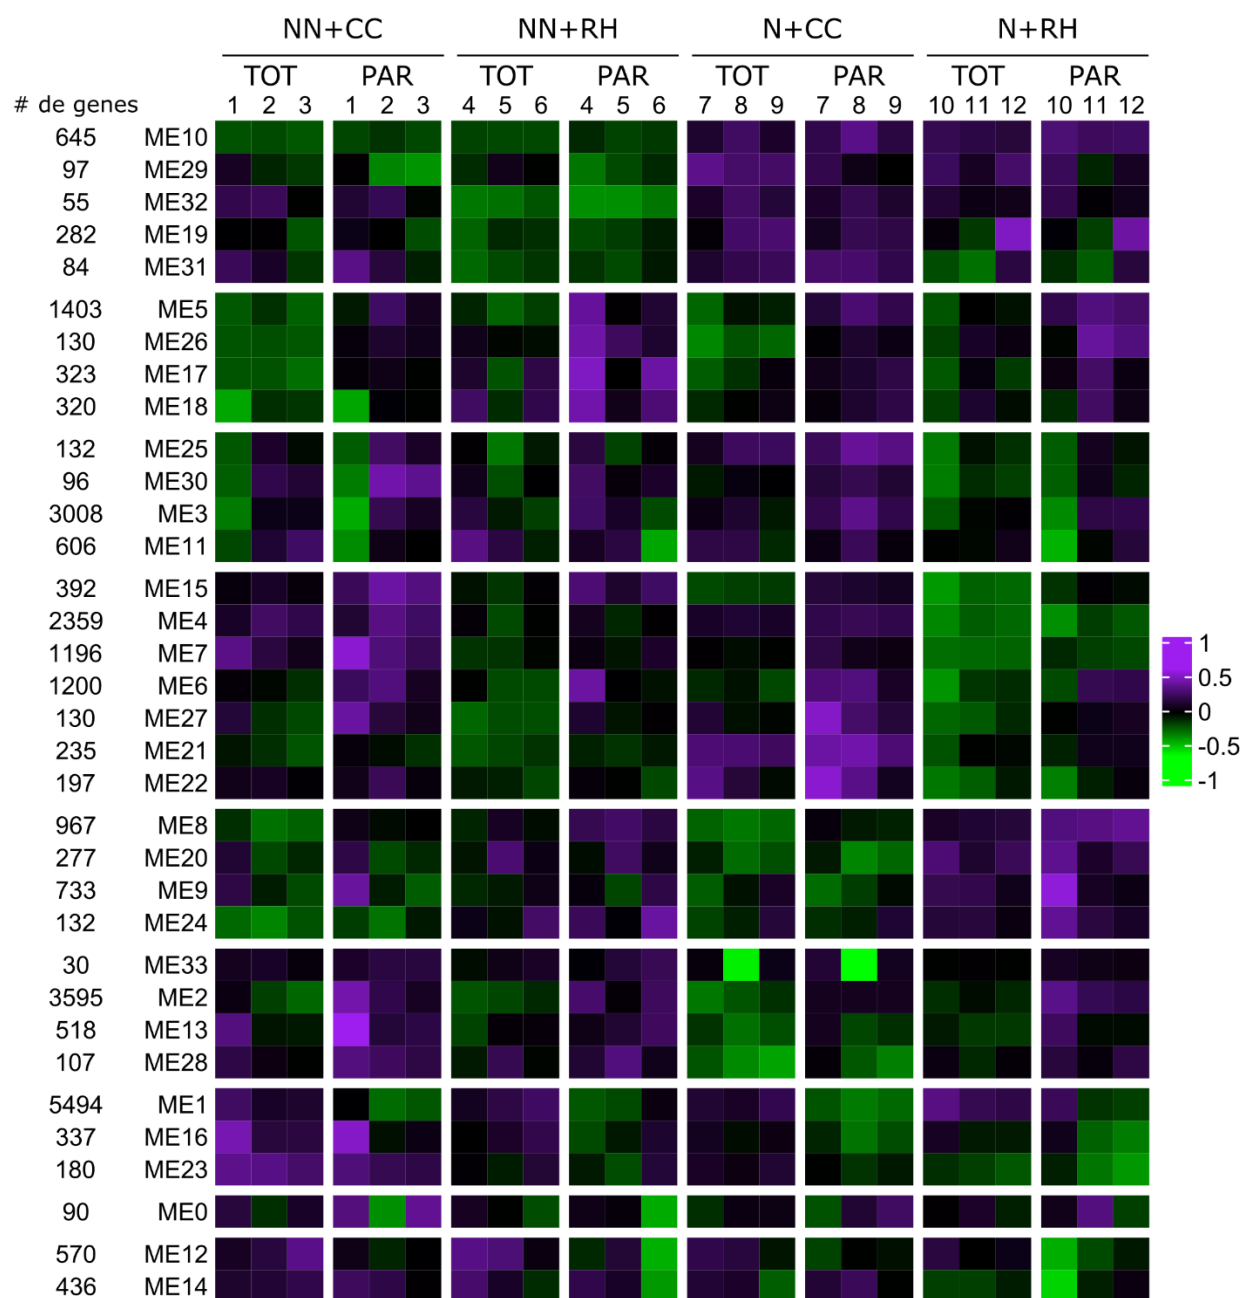 NN+CC NN+RH N+CC N+RH
TOT PAR TOT PAR TOT PAR TOT PAR
# de genes 1 2 3 1 2 3 4 5 6 4 5 6 7 8 9 7 8 9 10 11 12 10 11 12
645 ME10
97 ME29
55 ME32
282 ME19
84 ME31
1403 ME5
130 ME26
323 ME17
320 ME18
132 ME25
96 ME30
3008 ME3
606 ME11
392 ME15
2359 ME4
1196 ME7
1200 ME6
130 ME27
235 ME21
197 ME22
967 ME8
277 ME20
733 ME9
132 ME24
30 ME33
3595 ME2
518 ME13
107 ME28
5494 ME1
337 ME16
180 ME23
90 ME0
570 ME12
436 ME14
1
0.5
0
-0.5
-1